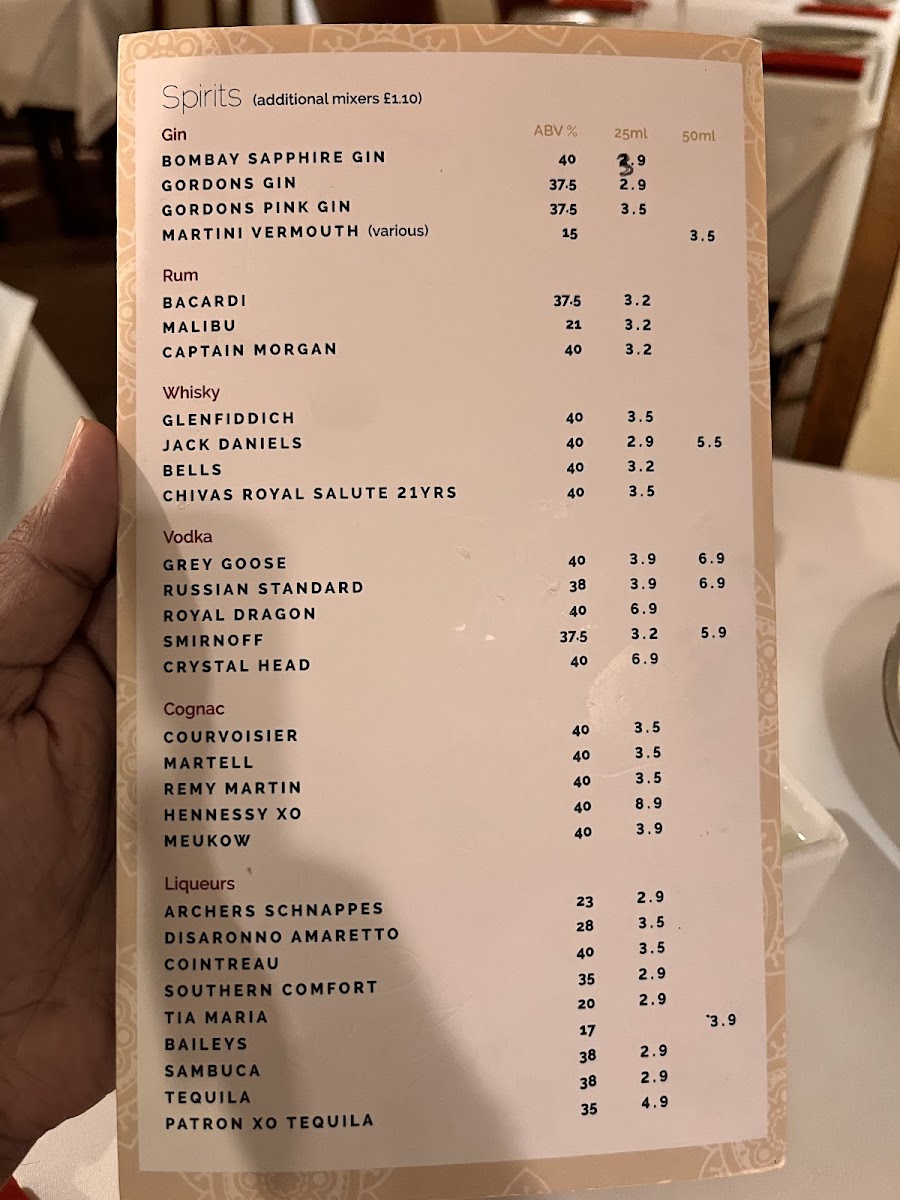 Spirits (additional mixers £1.10)
Gin ABV % 25ml 50ml
BOMBAY SAPPHIRE GIN 40 3.9
GORDONS GIN 37.5 2.9
GORDONS PINK GIN 37.5 3.5
MARTINI VERMOUTH (various) 15 3.5
Rum
BACARDI 37.5 3.2
MALIBU 21 3.2
CAPTAIN MORGAN 40 3.2
Whisky
GLENFIDDICH 40 3.5
JACK DANIELS 40 2.9 5.5
BELLS 40 3.2
CHIVAS ROYAL SALUTE 21YRS 40 3.5
Vodka
GREY GOOSE 40 3.9 6.9
RUSSIAN STANDARD 38 3.9 6.9
ROYAL DRAGON 40 6.9
SMIRNOFF 37.5 3.2 5.9
CRYSTAL HEAD 40 6.9
Cognac
COURVOISIER 40 3.5
MARTELL 40 3.5
REMY MARTIN 40 3.5
HENNESSY XO 40 8.9
MEUKOW 40 3.9
Liqueurs
ARCHERS SCHNAPPES 23 2.9
DISARONNO AMARETTO 28 3.5
COINTREAU 40 3.5
SOUTHERN COMFORT 35 2.9
TIA MARIA 20 2.9
BAILEYS 17 3.9
SAMBUCA 38 2.9
TEQUILA 38 2.9
PATRON XO TEQUILA 35 4.9